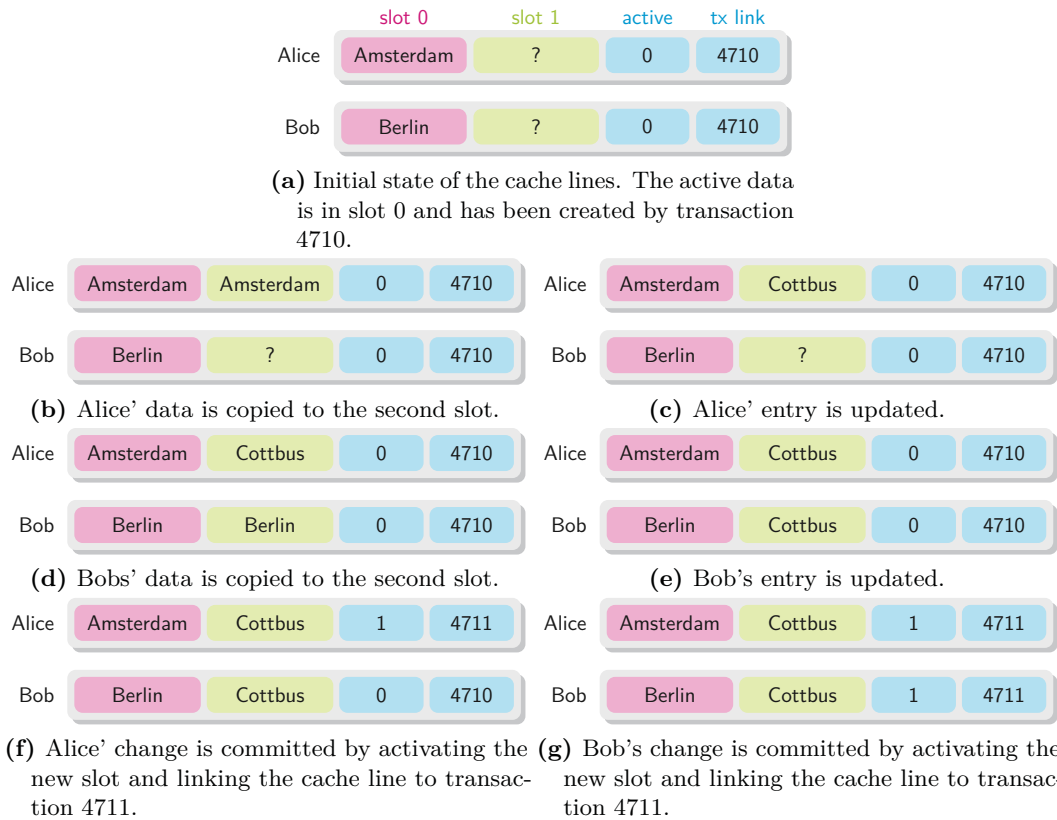 slot 0 slot 1 active tx link
Alice Amsterdam ? 0 4710
Bob Berlin ? 0 4710
(a) Initial state of the cache lines. The active data
is in slot 0 and has been created by transaction
4710.
Alice Amsterdam Amsterdam 0 4710
Bob Berlin ? 0 4710
(b) Alice' data is copied to the second slot.
Alice Amsterdam Cottbus 0 4710
Bob Berlin ? 0 4710
(c) Alice' entry is updated.
Alice Amsterdam Cottbus 0 4710
Bob Berlin Berlin 0 4710
(d) Bobs' data is copied to the second slot.
Alice Amsterdam Cottbus 0 4710
Bob Berlin Cottbus 0 4710
(e) Bob's entry is updated.
Alice Amsterdam Cottbus 1 4711
Bob Berlin Cottbus 0 4710
(f) Alice' change is committed by activating the
new slot and linking the cache line to transac-
tion 4711.
Alice Amsterdam Cottbus 1 4711
Bob Berlin Cottbus 1 4711
(g) Bob's change is committed by activating the
new slot and linking the cache line to transac-
tion 4711.